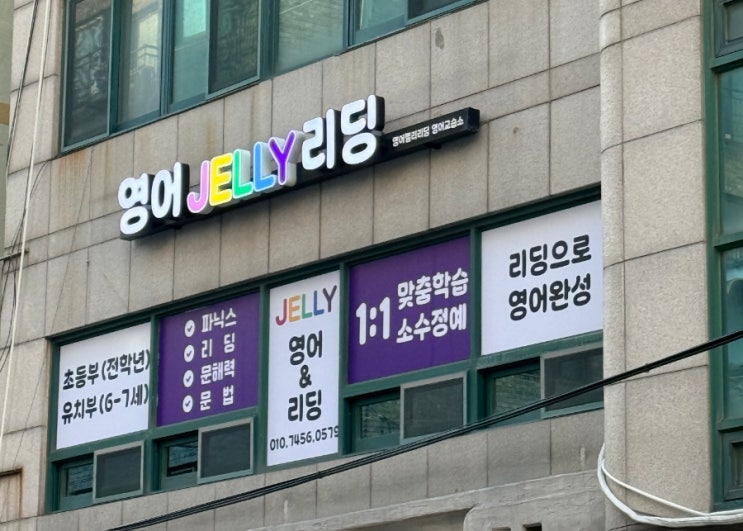 영어JELLY리딩
영어젤리리딩 영어교습소
초등부(전학년)
유치부(6-7세)
파닉스
리딩
문해력
문법
JELLY
영어
&
리딩
010.7456.0579
1:1 맞춤학습
소수정예
리딩으로
영어완성